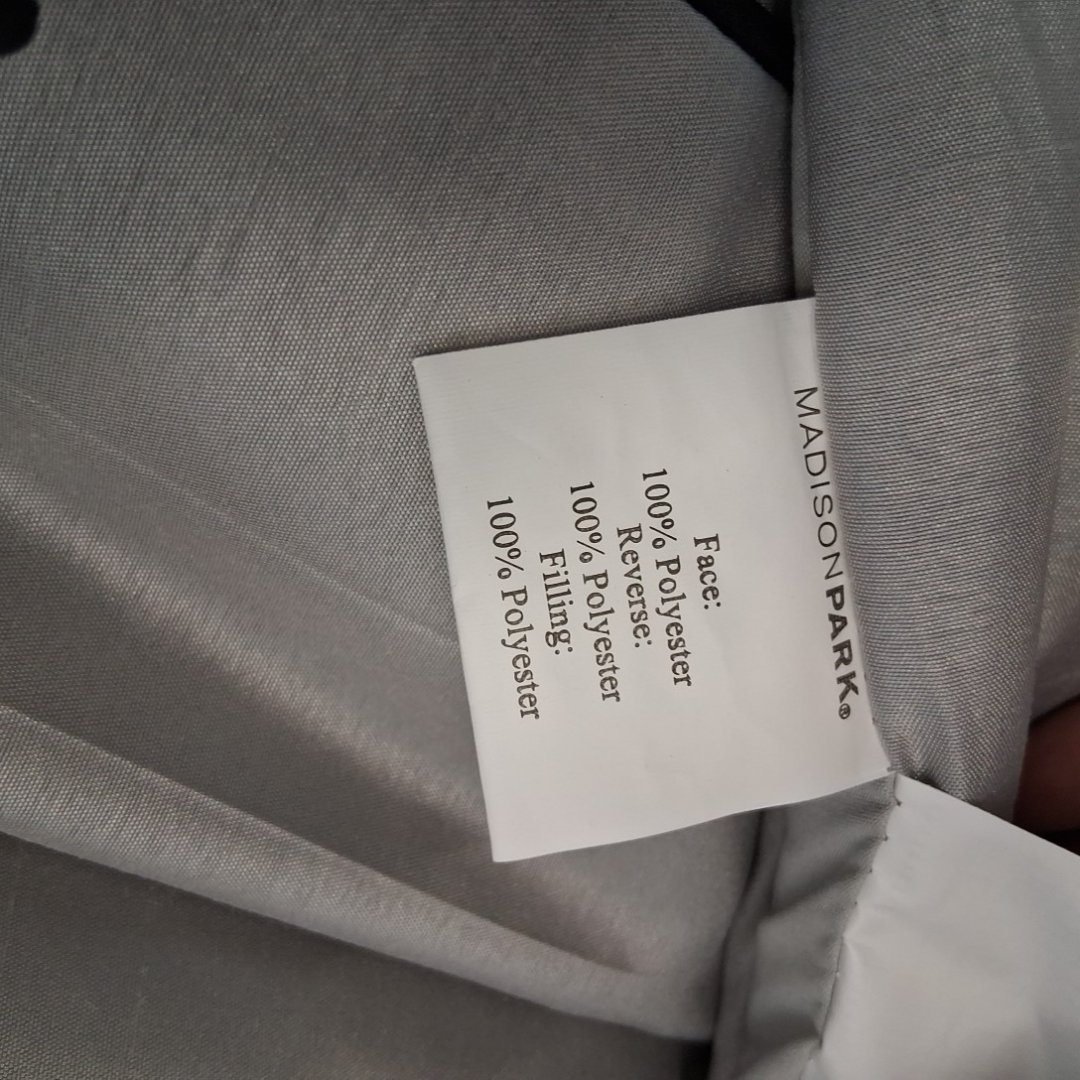 MADISONPARK®
Face:
100% Polyester
Reverse:
100% Polyester
Filling:
100% Polyester